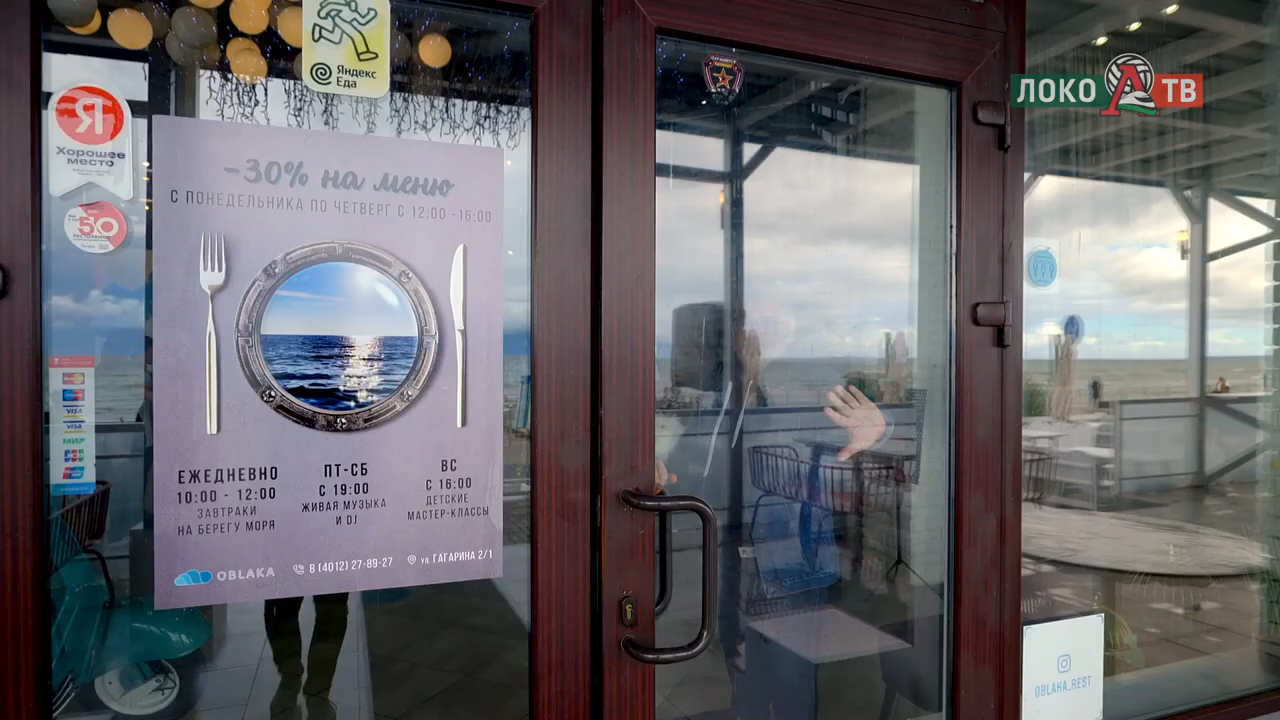 Яндекс
Еда
ЛОКО ТВ
Я
Хорошее
место
50
-30% на меню
С ПОНЕДЕЛЬНИКА ПО ЧЕТВЕРГ С 12:00 -16:00
MasterCard
VISA
VISA
МИР
ЕЖЕДНЕВНО
10:00 - 12:00
ЗАВТРАКИ
НА БЕРЕГУ МОРЯ
ПТ-СБ
С 19:00
ЖИВАЯ МУЗЫКА
И DJ
ВС
С 16:00
ДЕТСКИЕ
МАСТЕР-КЛАССЫ
OBLAKA
8 (4012) 27-89-27
ул. ГАГАРИНА 2/1
OBLAKA_REST